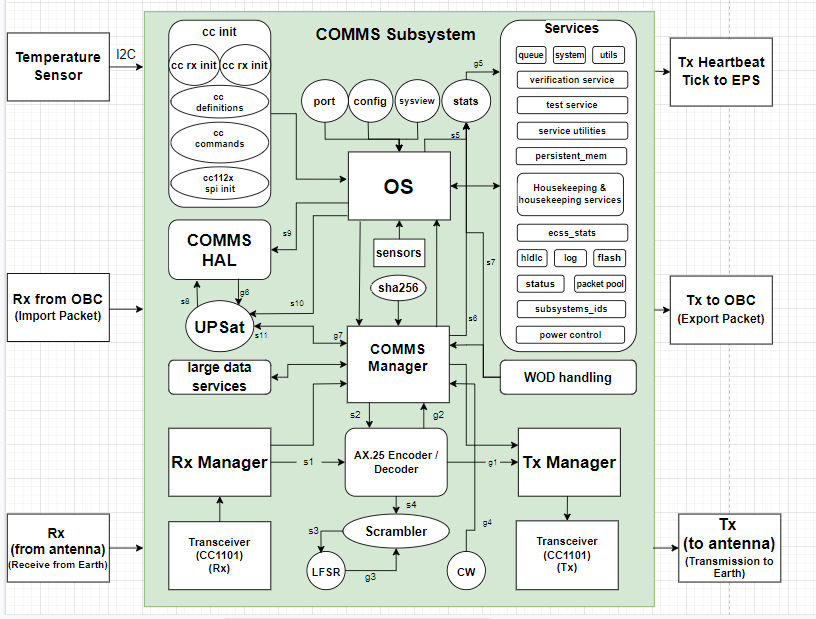 COMMS Subsystem
Temperature
Sensor
I2C
cc init
cc rx init
cc rx init
cc
definitions
cc
commands
cc112x
spi init
port
config
sysview
stats
g5
s5
OS
Services
queue
system
utils
verification service
test service
service utilities
persistent_mem
Housekeeping &
housekeeping services
ecss_stats
hldlc
log
flash
status
packet pool
subsystems_ids
power control
Tx Heartbeat
Tick to EPS
COMMS
HAL
s9
sensors
s7
sha256
s8
g6
s10
s6
UPSat
s11
g7
COMMS
Manager
Rx from OBC
(Import Packet)
Tx to OBC
(Export Packet)
large data
services
WOD handling
s2
g2
Rx Manager
s1
AX.25 Encoder /
Decoder
g1
Tx Manager
s4
Scrambler
s3
g4
LFSR
g3
CW
Transceiver
(CC1101)
(Rx)
Transceiver
(CC1101)
(Tx)
Rx
(from antenna)
(Receive from Earth)
Tx
(to antenna)
(Transmission to
Earth)